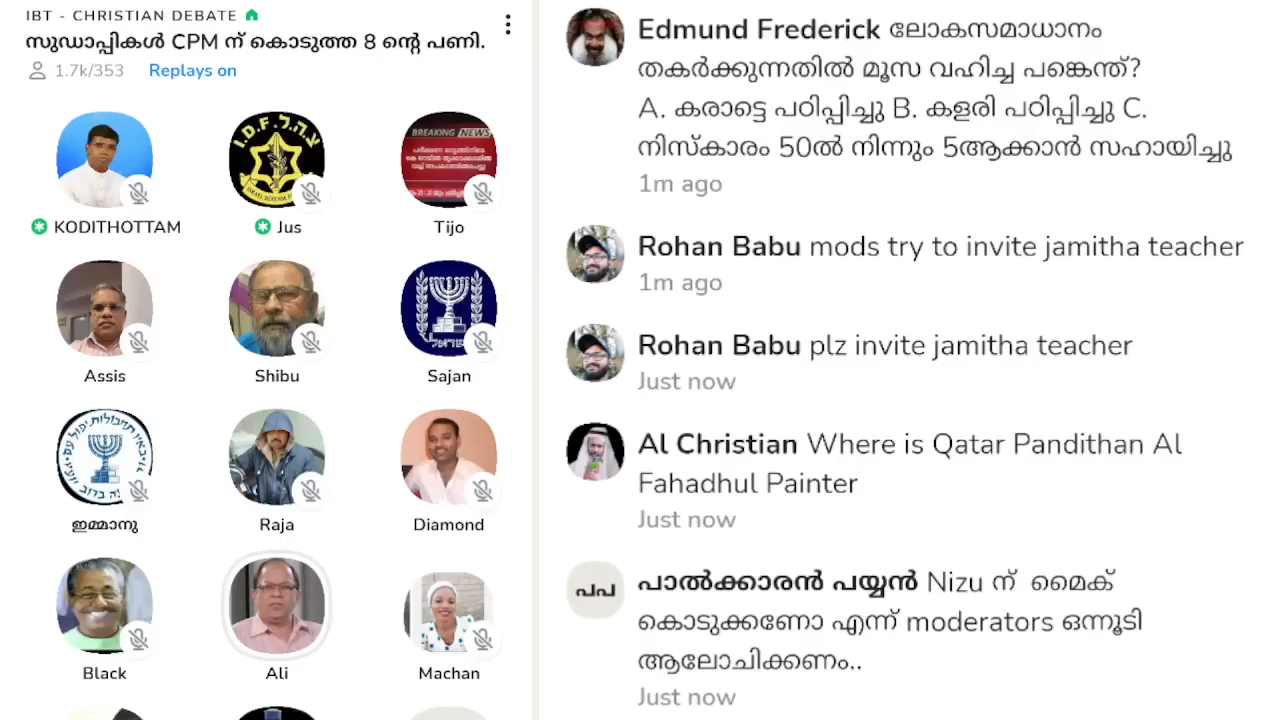 IBT - CHRISTIAN DEBATE
സുഡാപ്പികൾ CPM ന് കൊടുത്ത 8 ന്റെ പണി.
1.7k/353 Replays on
I.D.F. צ.ה.ל.
BREAKING NEWS
KODITHOTTAM Jus Tijo
Assis Shibu Sajan
ישראל
ഇമ്മാനു Raja Diamond
Black Ali Machan
Edmund Frederick ലോകസമാധാനം
തകർക്കുന്നതിൽ മൂസ വഹിച്ച പങ്കെന്ത്?
A. കരാട്ടെ പഠിപ്പിച്ചു B. കളരി പഠിപ്പിച്ചു C.
നിസ്കാരം 50ൽ നിന്നും 5ആക്കാൻ സഹായിച്ചു
1m ago
Rohan Babu mods try to invite jamitha teacher
1m ago
Rohan Babu plz invite jamitha teacher
Just now
Al Christian Where is Qatar Pandithan Al
Fahadhul Painter
Just now
പപ
പാൽക്കാരൻ പയ്യൻ Nizu ന് മൈക്
കൊടുക്കണോ എന്ന് moderators ഒന്നൂടി
ആലോചിക്കണം..
Just now